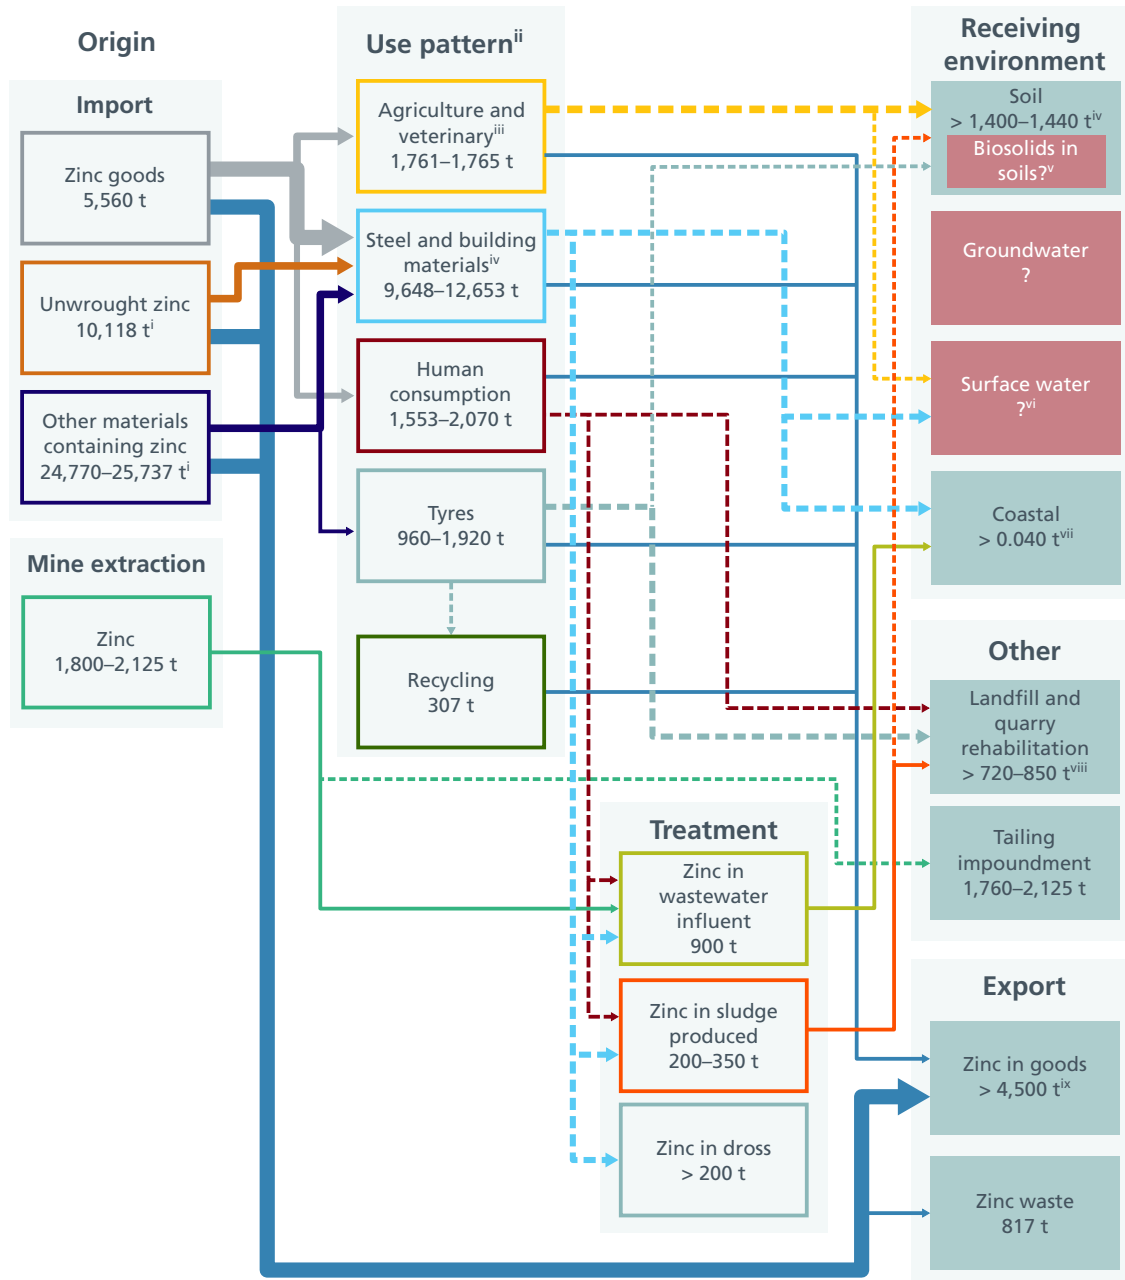 Origin
Import
Zinc goods
5,560 t
Unwrought zinc
10,118 tⁱ
Other materials
containing zinc
24,770–25,737 tⁱ
Mine extraction
Zinc
1,800–2,125 t
Use patternⁱⁱ
Agriculture and
veterinaryⁱⁱⁱ
1,761–1,765 t
Steel and building
materialsⁱᵛ
9,648–12,653 t
Human
consumption
1,553–2,070 t
Tyres
960–1,920 t
Recycling
307 t
Treatment
Zinc in
wastewater
influent
900 t
Zinc in sludge
produced
200–350 t
Zinc in dross
> 200 t
Receiving
environment
Soil
> 1,400–1,440 tⁱᵛ
Biosolids in
soils?ᵛ
Groundwater
?
Surface water
?ᵛⁱ
Coastal
> 0.040 tᵛⁱⁱ
Other
Landfill and
quarry
rehabilitation
> 720–850 tᵛⁱⁱⁱ
Tailing
impoundment
1,760–2,125 t
Export
Zinc in goods
> 4,500 tⁱˣ
Zinc waste
817 t